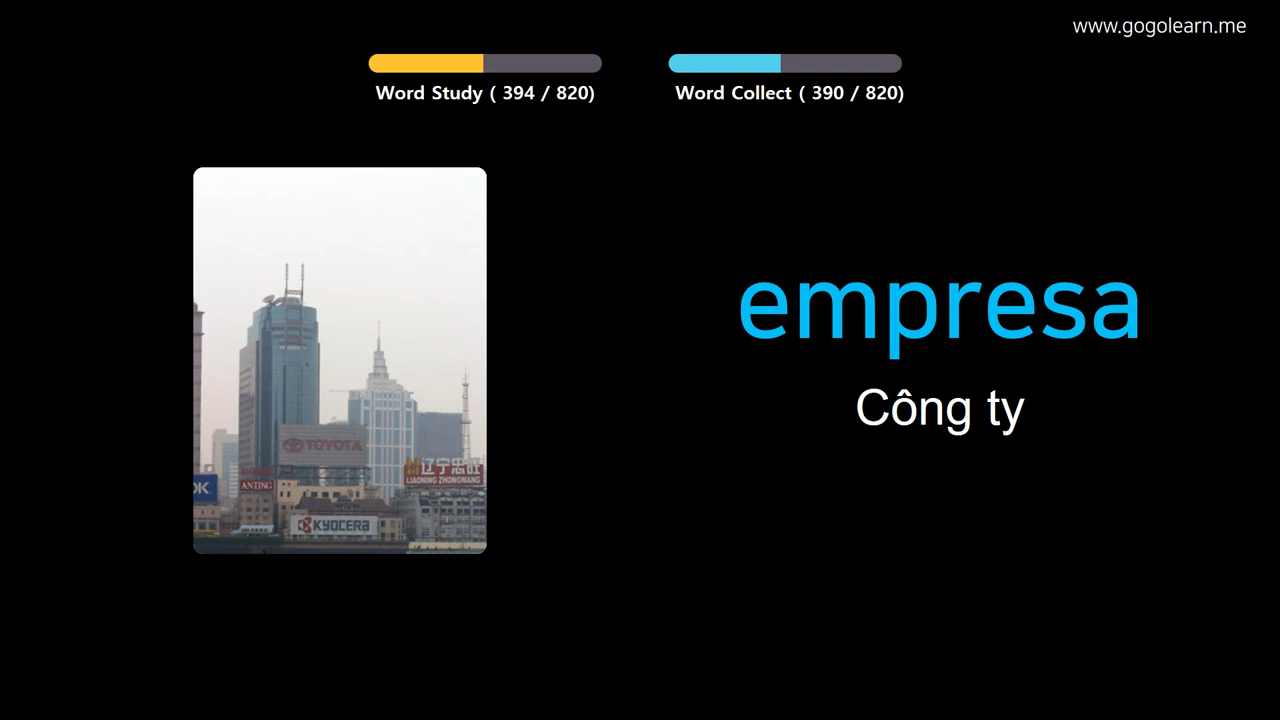 www.gogolearn.me
Word Study ( 394 / 820)
Word Collect ( 390 / 820)
empresa
Công ty
TOYOTA
辽宁忠旺
LIAONING ZHONGWANG
OK
ANTING
KYOCERA